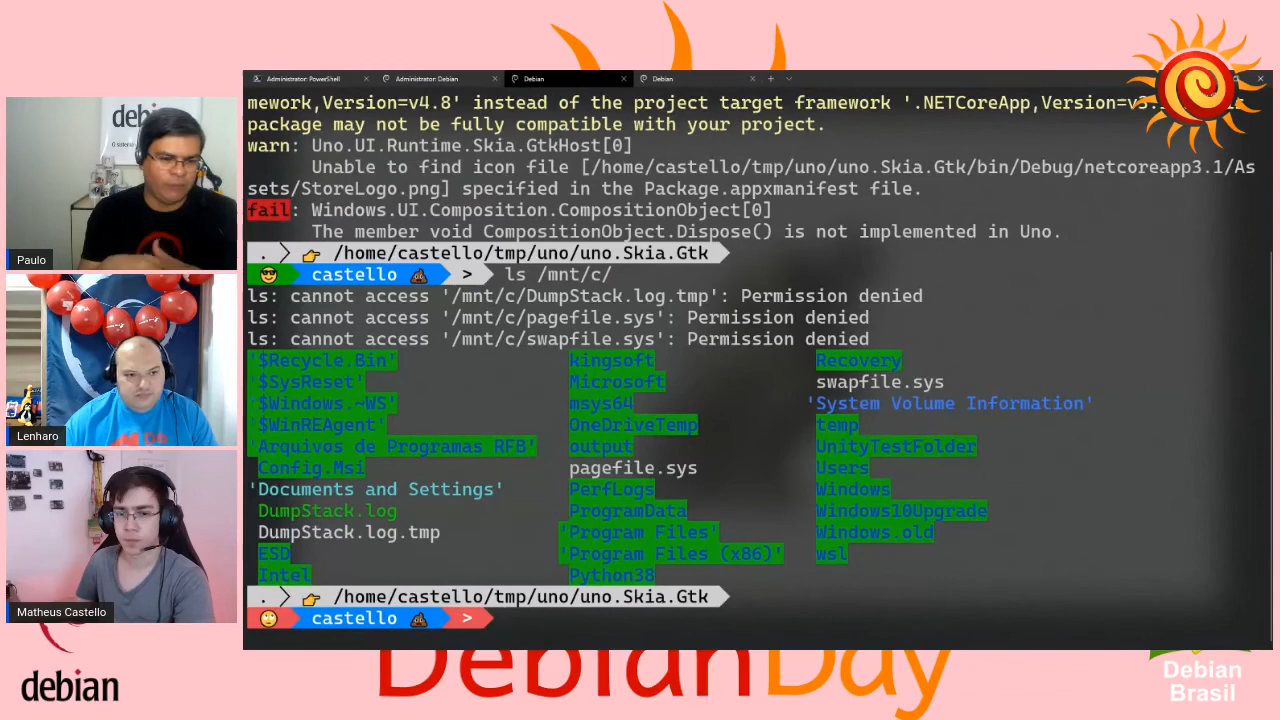 Administrator: PowerShell
Administrator: Debian
Debian
Debian
mework,Version=v4.8' instead of the project target framework '.NETCoreApp,Version=
package may not be fully compatible with your project.
warn: Uno.UI.Runtime.Skia.GtkHost[0]
Unable to find icon file [/home/castello/tmp/uno/uno.Skia.Gtk/bin/Debug/netcoreapp3.1/As
sets/StoreLogo.png] specified in the Package.appxmanifest file.
fail: Windows.UI.Composition.CompositionObject[0]
The member void CompositionObject.Dispose() is not implemented in Uno.
. 👉 /home/castello/tmp/uno/uno.Skia.Gtk
😎 castello 💩 > ls /mnt/c/
ls: cannot access '/mnt/c/DumpStack.log.tmp': Permission denied
ls: cannot access '/mnt/c/pagefile.sys': Permission denied
ls: cannot access '/mnt/c/swapfile.sys': Permission denied
'$Recycle.Bin' kingsoft Recovery
'$SysReset' Microsoft swapfile.sys
'$Windows.~WS' msys64 'System Volume Information'
'$WinREAgent' OneDriveTemp temp
'Arquivos de Programas RFB' output UnityTestFolder
Config.Msi pagefile.sys Users
'Documents and Settings' PerfLogs Windows
DumpStack.log ProgramData Windows10Upgrade
DumpStack.log.tmp 'Program Files' Windows.old
ESD 'Program Files (x86)' wsl
Intel Python38
. 👉 /home/castello/tmp/uno/uno.Skia.Gtk
🙄 castello 💩 >
deb
Paulo
Lenharo
Matheus Castello
debian
DebianDay
Debian
Brasil